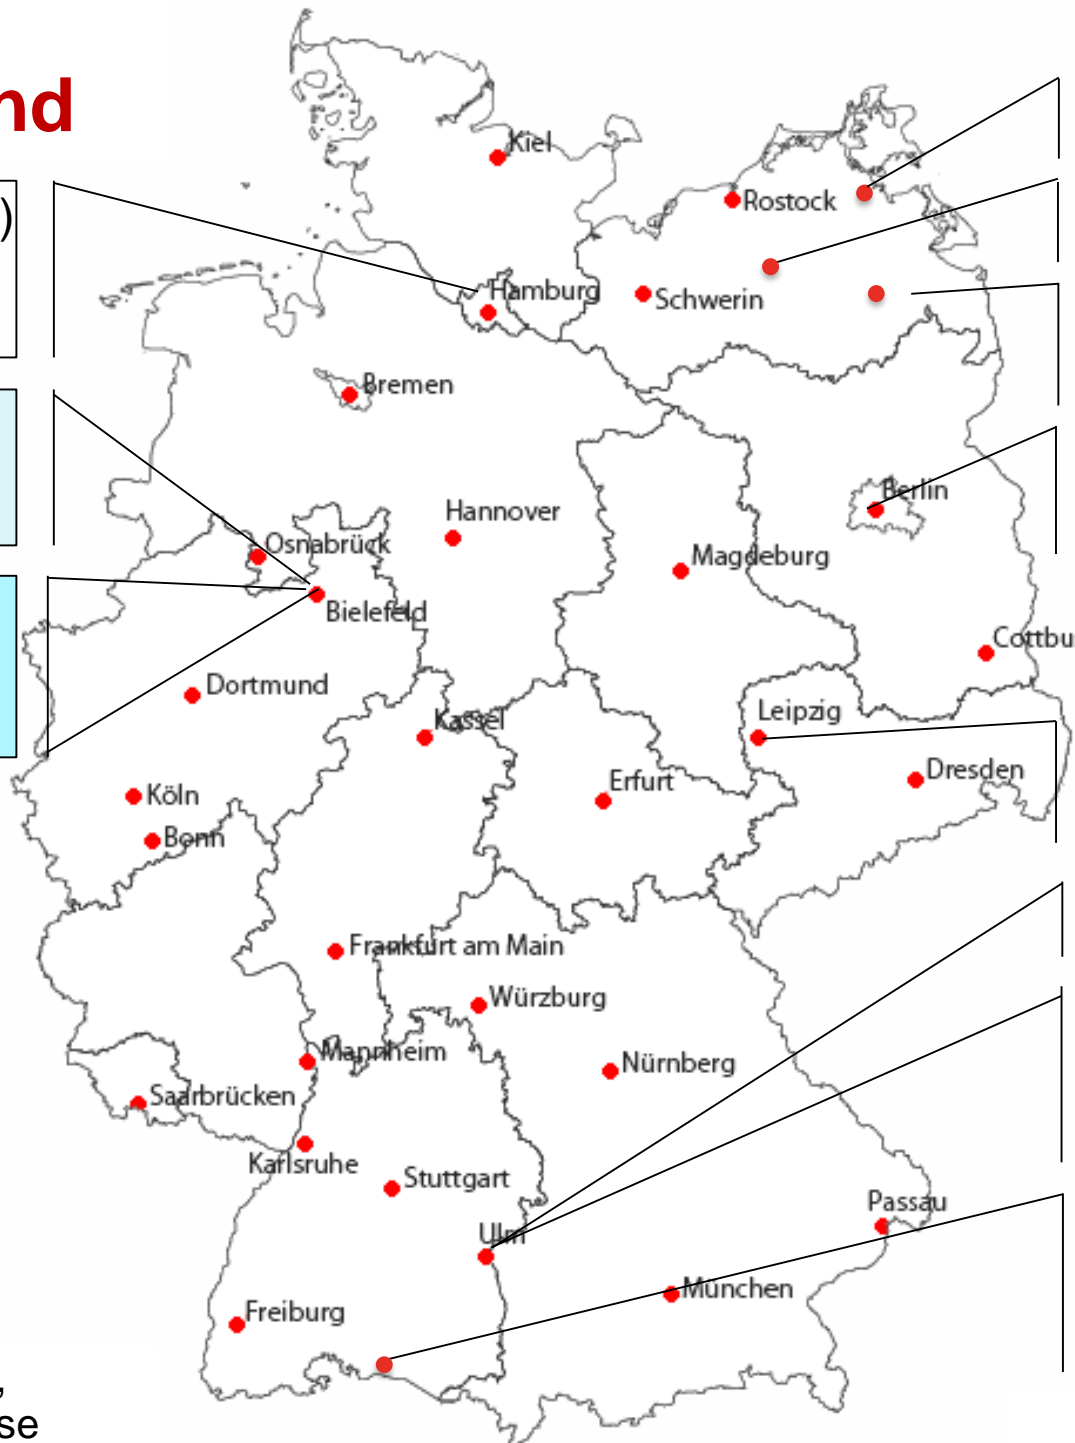 nd
)
Kiel
Rostock
Hamburg
Schwerin
Bremen
Berlin
Hannover
Osnabrück
Magdeburg
Bielefeld
Cottbu
Dortmund
Leipzig
Kassel
Dresden
Erfurt
Köln
Bonn
Frankfurt am Main
Würzburg
Mannheim
Nürnberg
Saarbrücken
Karlsruhe
Stuttgart
Passau
Ulm
München
Freiburg
,
se